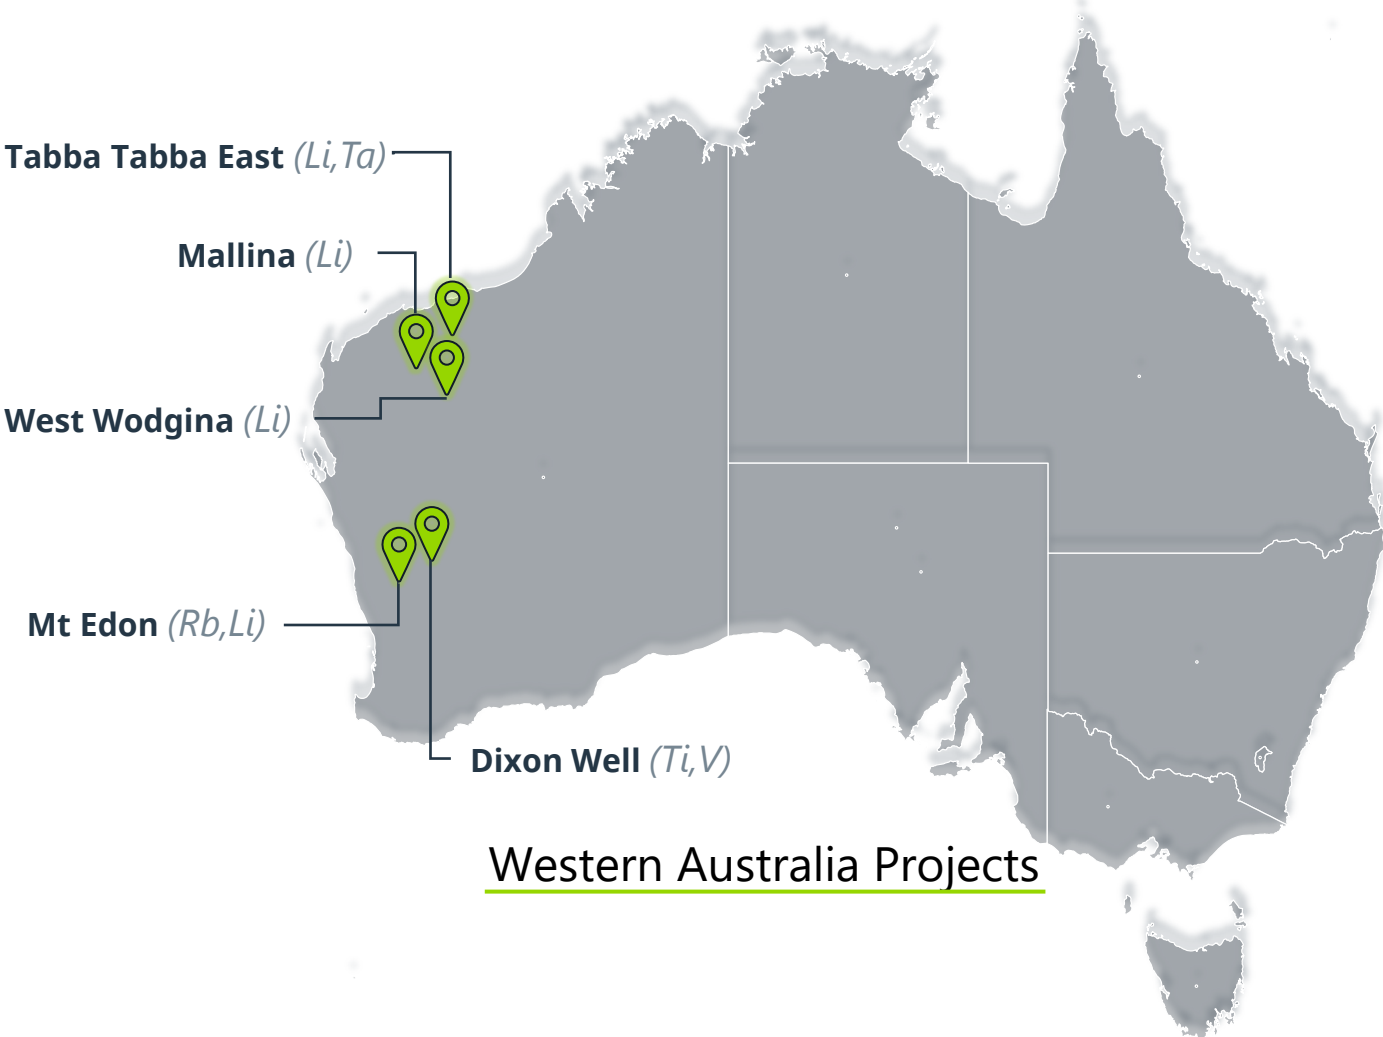 Tabba Tabba East (Li,Ta)
Mallina (Li)
West Wodgina (Li)
Mt Edon (Rb,Li)
Dixon Well (Ti,V)
Western Australia Projects